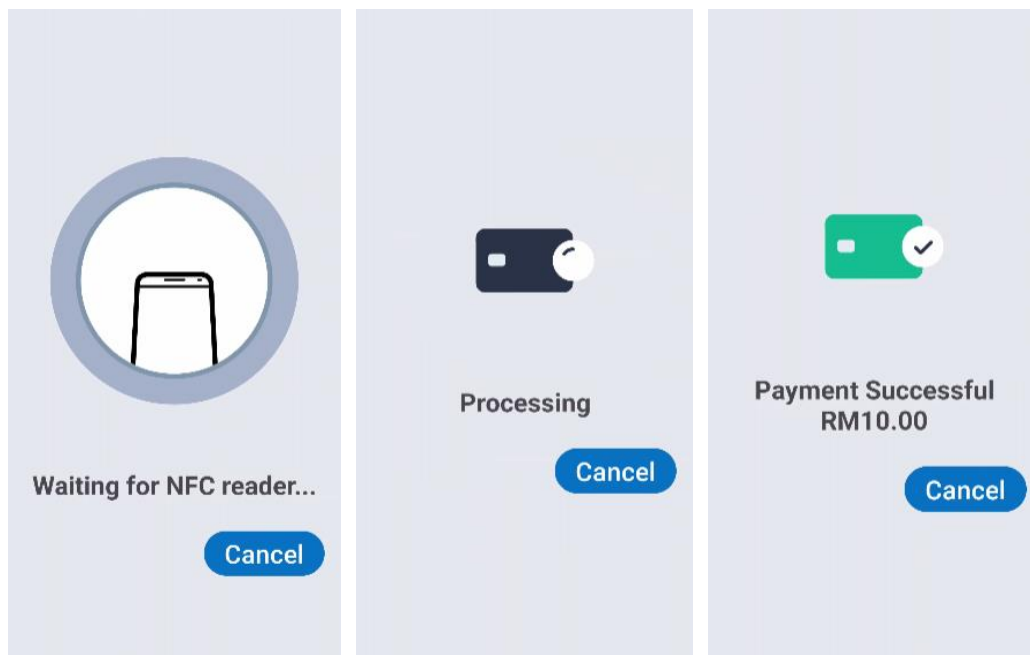 Waiting for NFC reader...
Cancel
Processing
Cancel
Payment Successful
RM10.00
Cancel